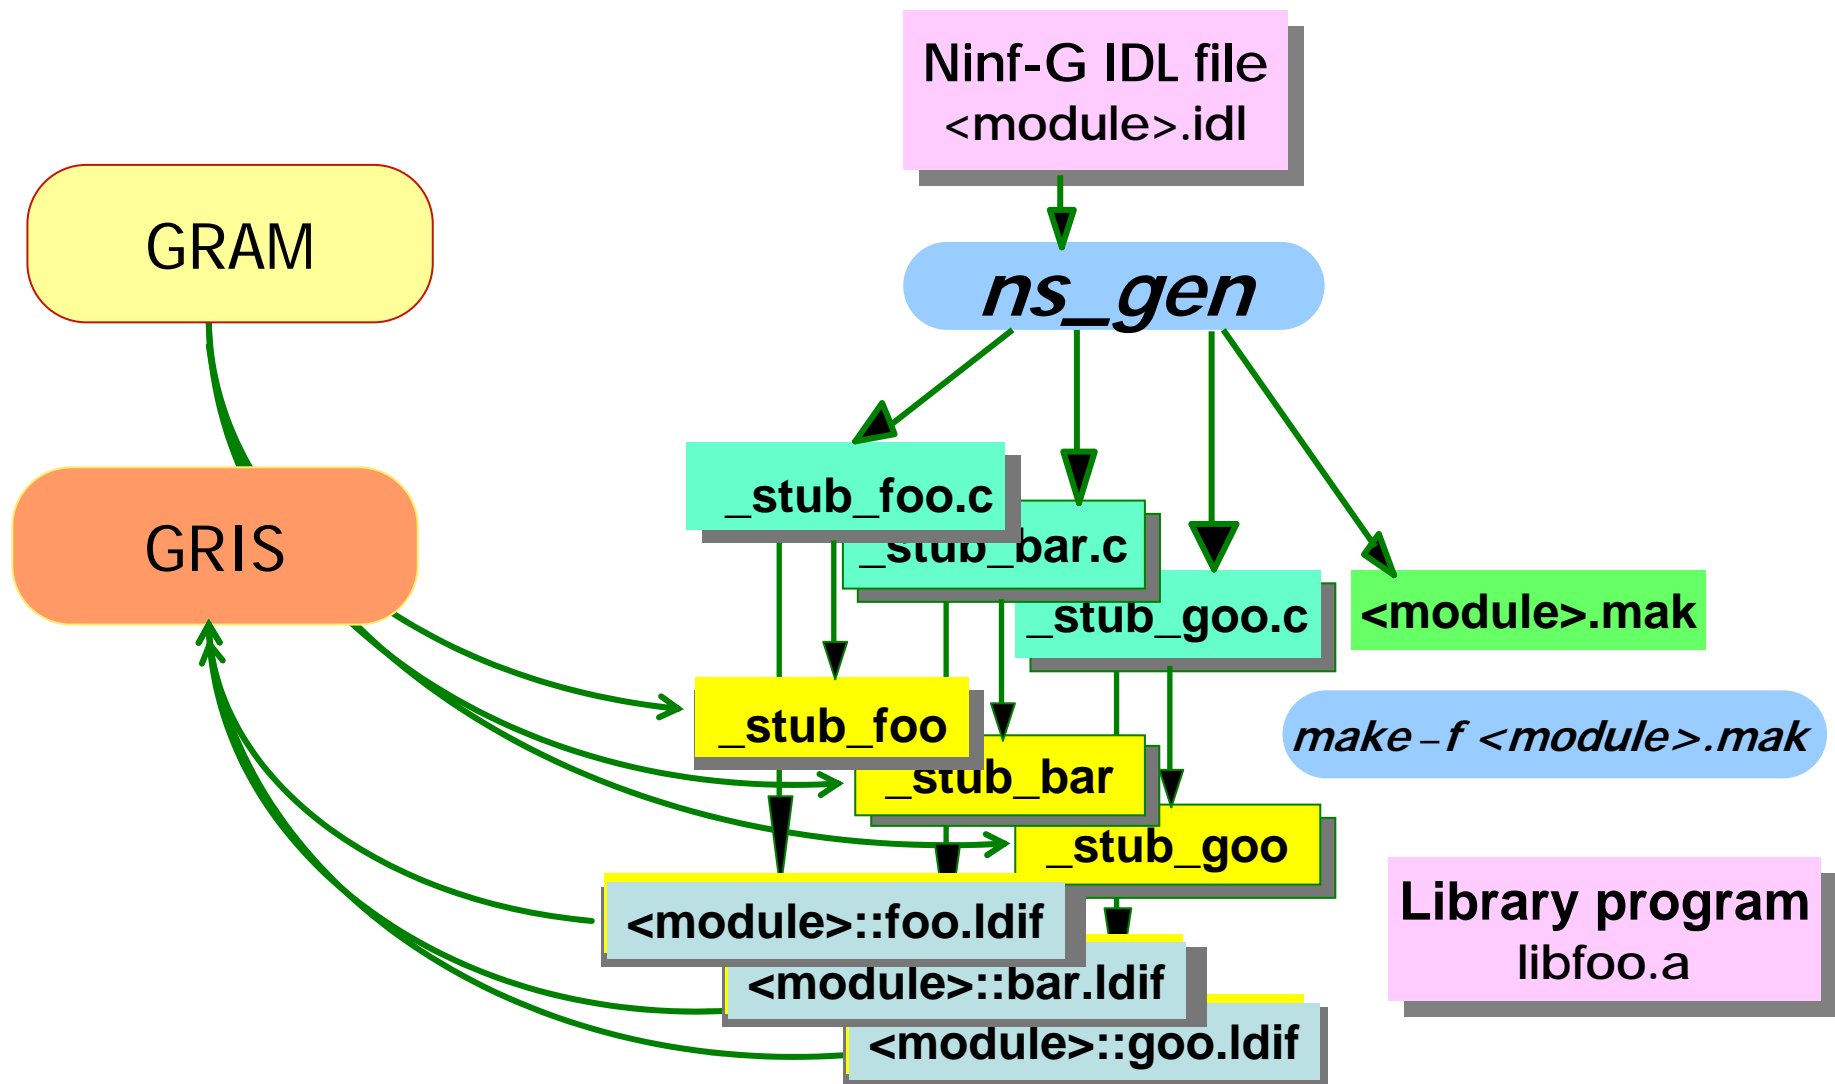 Ninf-G IDL file
<module>.idl
GRAM
ns_gen
_stub_foo.c
GRIS
_stub_bar.c
_stub_goo.c
<module>.mak
_stub_foo
make –f <module>.mak
_stub_bar
_stub_goo
Library program
libfoo.a
<module>::foo.ldif
<module>::bar.ldif
<module>::goo.ldif